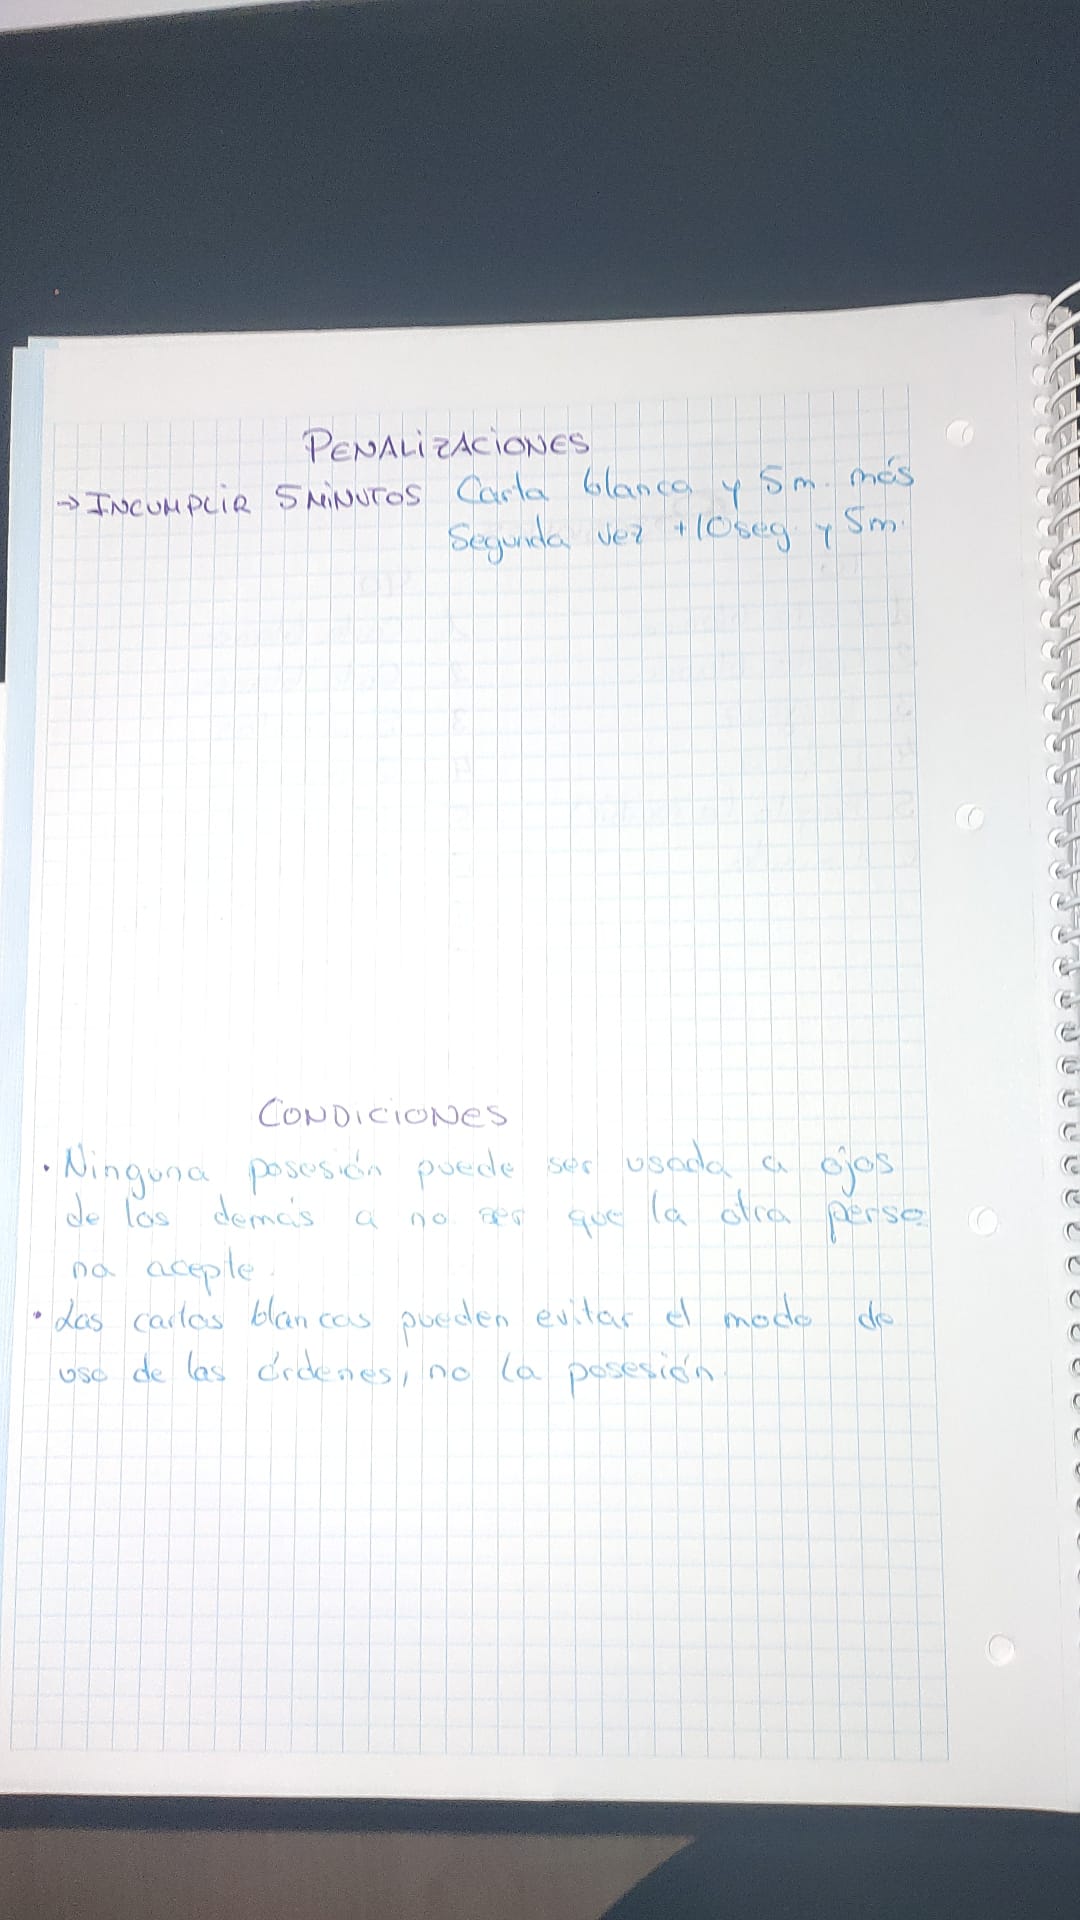 PENALIZACIONES
→ INCUMPLIR 5 MINUTOS Carta blanca y 5m. más
Segunda vez +10seg y 5m.
CONDICIONES
· Ninguna posesión puede ser usada a ojos
de los demás a no ser que la otra perso
na acepte.
· Las cartas blancas pueden evitar el modo de
uso de las órdenes, no la posesión.